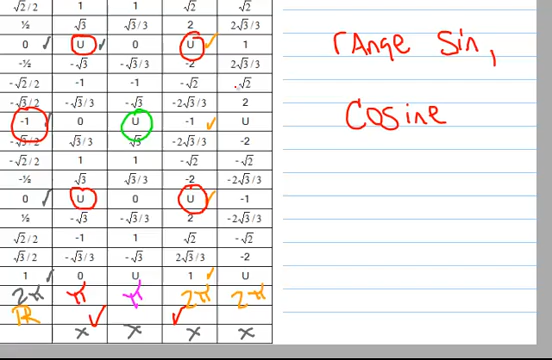 √2 / 2 1 1 √2 √2
½ √3 √3 / 3 2 2√3 / 3
0 U 0 U 1
-½ -√3 -√3 / 3 -2 2√3 / 3
-√2 / 2 -1 -1 -√2 √2
-√3 / 2 -√3 / 3 -√3 -2√3 / 3 2
-1 0 U -1 U
-√3 / 2 √3 / 3 √3 -2√3 / 3 -2
-√2 / 2 1 1 -√2 -√2
-½ √3 √3 / 3 -2 -2√3 / 3
0 U 0 U -1
½ -√3 -√3 / 3 2 -2√3 / 3
√2 / 2 -1 1 √2 -√2
√3 / 2 -√3 / 3 -√3 2√3 / 3 -2
1 0 U 1 U
2π π π 2π 2π
ℝ
x x x x
range Sin,
Cosine